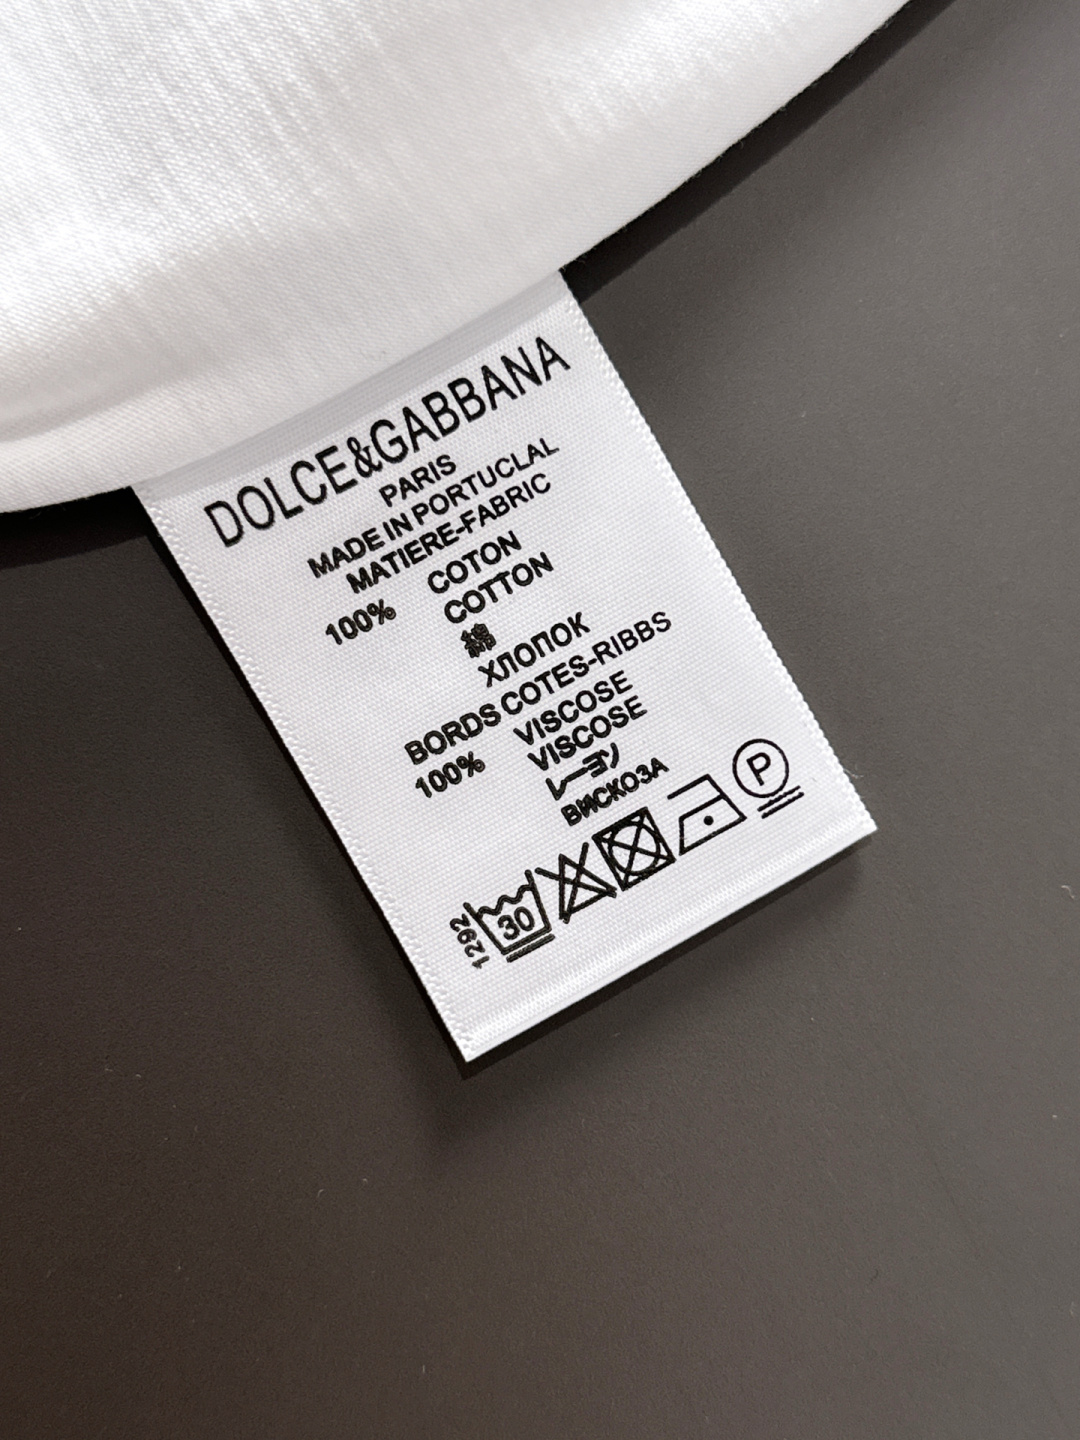 DOLCE&GABBANA
PARIS
MADE IN PORTUCLAL
MATIERE-FABRIC
100% COTON
COTTON
綿
ХЛОПОК
BORDS COTES-RIBBS
100% VISCOSE
VISCOSE
レーヨン
ВИСКОЗА
1292 30 P